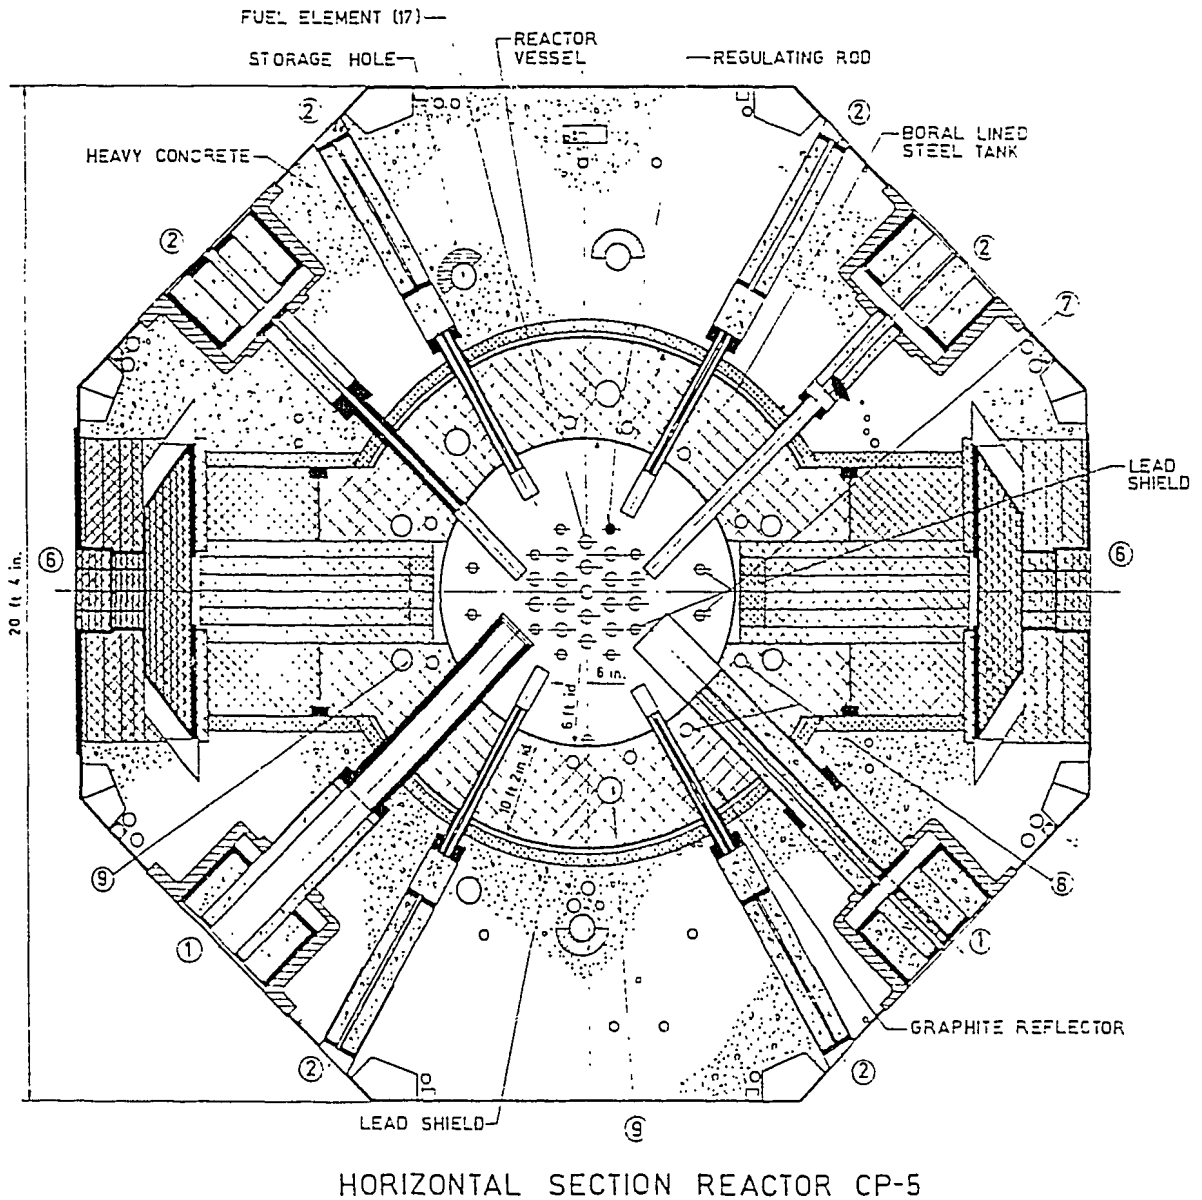 FUEL ELEMENT (17)
REACTOR
VESSEL
STORAGE HOLE
REGULATING ROD
2
2
BORAL LINED
STEEL TANK
HEAVY CONCRETE
2
2
7
LEAD
SHIELD
6
6
20 ft 4 in.
6 in.
6 ft id
10 ft 2 in id
9
8
1
1
GRAPHITE REFLECTOR
2
2
LEAD SHIELD
9
HORIZONTAL SECTION REACTOR CP-5